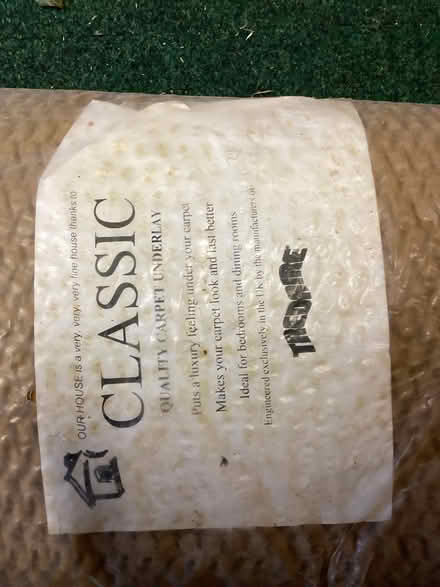 OUR HOUSE is a very, very, very fine house thanks to
CLASSIC
QUALITY CARPET UNDERLAY
Puts a luxury feeling under your carpet
Makes your carpet look and last better
Ideal for bedrooms and dining rooms
Engineered exclusively in the UK by the manufacturers of
TREDAIRE